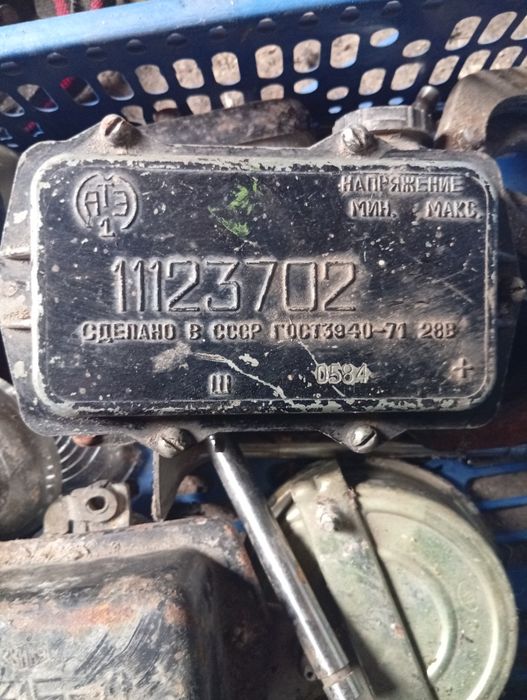 АТЭ
1
НАПРЯЖЕНИЕ
МИН. МАКС.
11123702
СДЕЛАНО В СССР ГОСТ3940-71 28В
Ш 0584 +